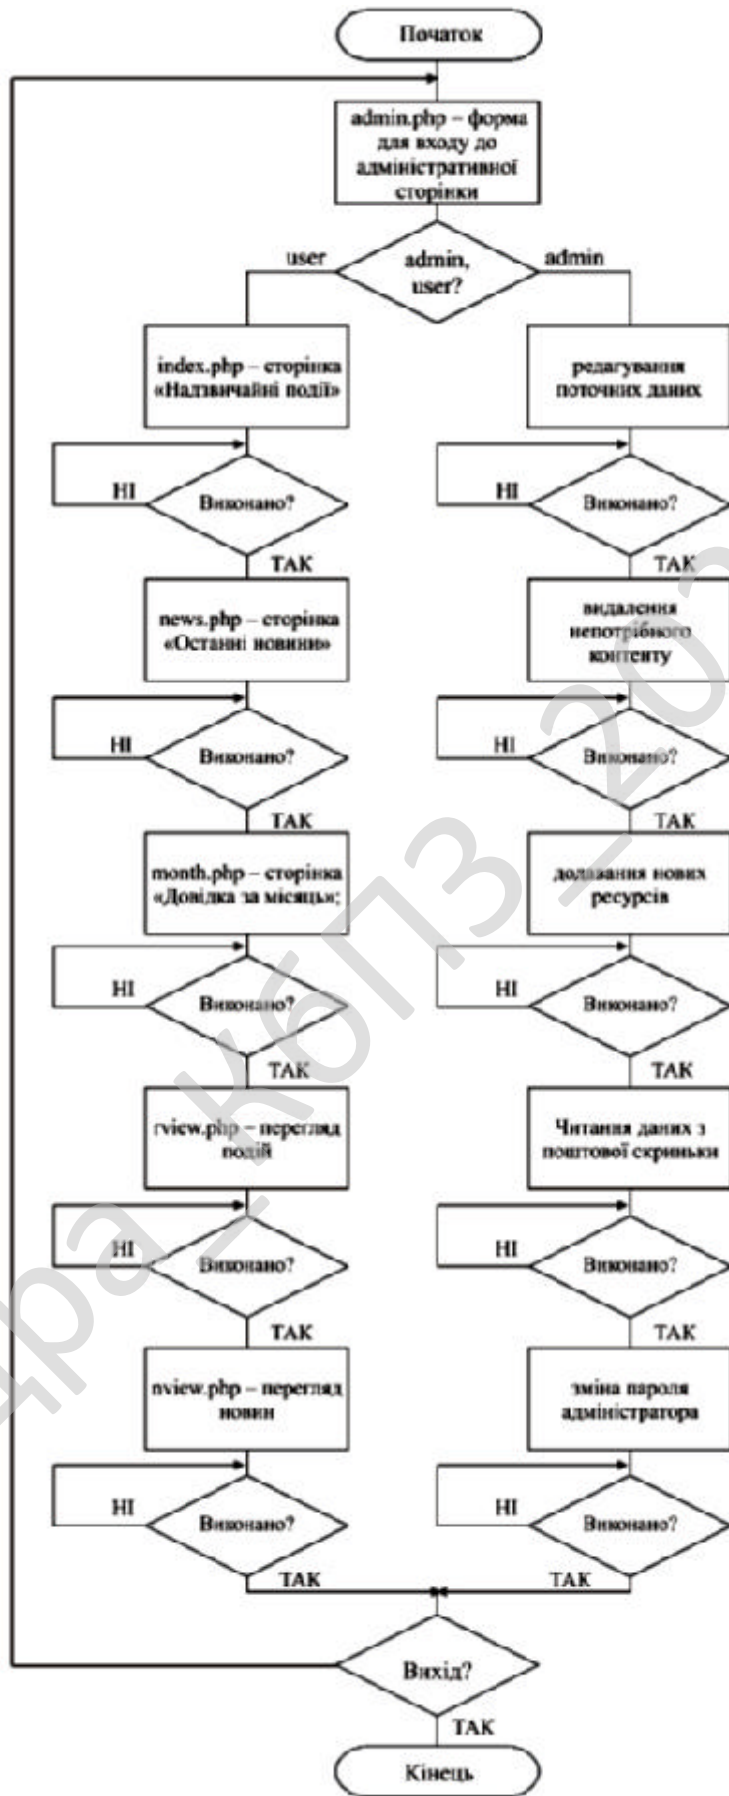 Початок
admin.php – форма
для входу до
адміністративної
сторінки
admin,
user?
user
admin
index.php – сторінка
«Надзвичайні події»
Виконано?
НІ
ТАК
news.php – сторінка
«Останні новини»
Виконано?
НІ
ТАК
month.php – сторінка
«Довідка за місяць»;
Виконано?
НІ
ТАК
rview.php – перегляд
подій
Виконано?
НІ
ТАК
nview.php – перегляд
новин
Виконано?
НІ
ТАК
редагування
поточних даних
Виконано?
НІ
ТАК
видалення
непотрібного
контенту
Виконано?
НІ
ТАК
додавання нових
ресурсів
Виконано?
НІ
ТАК
Читання даних з
поштової скриньки
Виконано?
НІ
ТАК
зміна пароля
адміністратора
Виконано?
НІ
ТАК
Вихід?
ТАК
Кінець